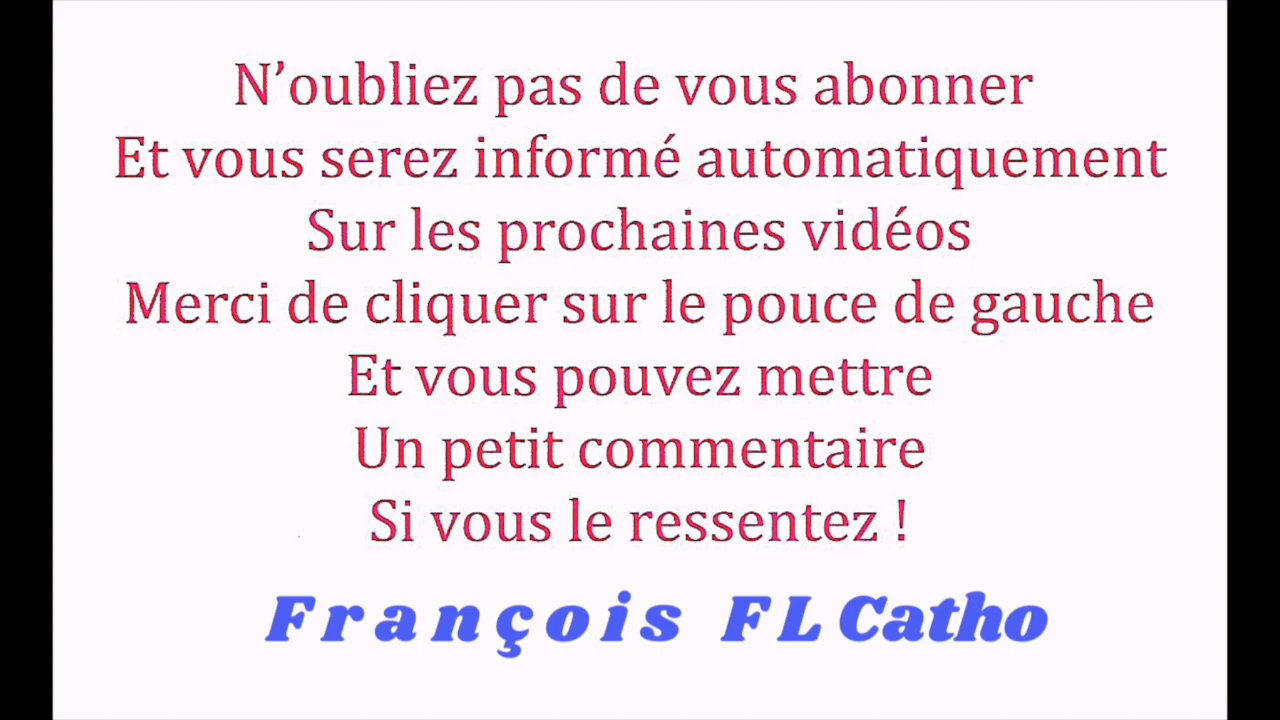 N’oubliez pas de vous abonner
Et vous serez informé automatiquement
Sur les prochaines vidéos
Merci de cliquer sur le pouce de gauche
Et vous pouvez mettre
Un petit commentaire
Si vous le ressentez !
François FLCatho